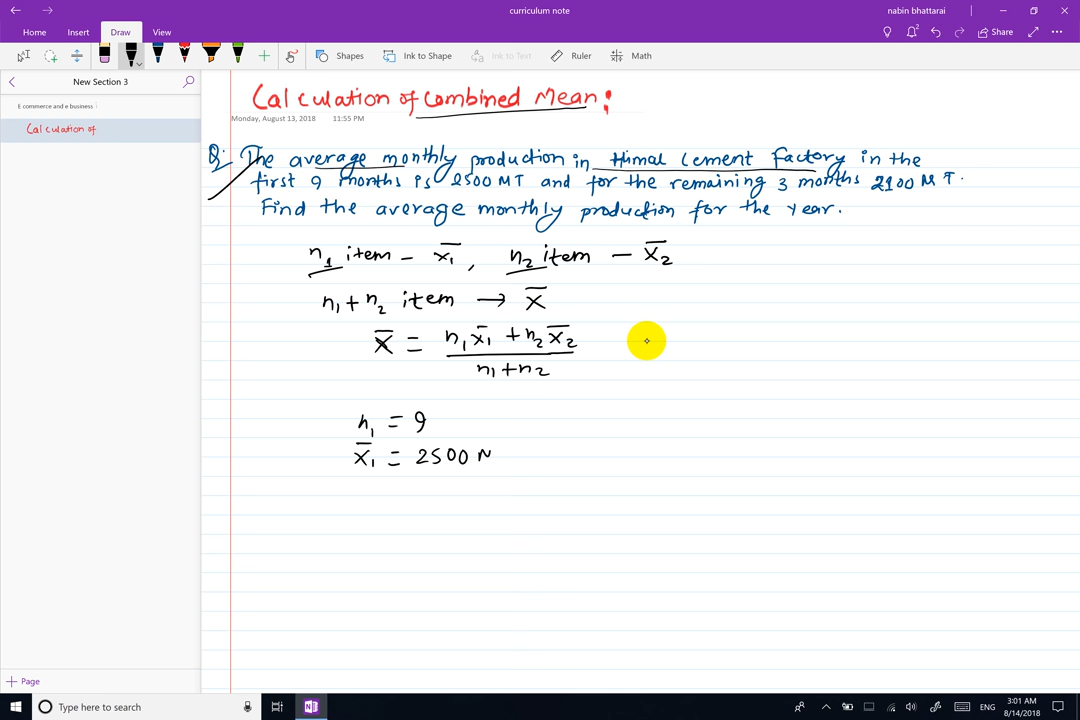 curriculum note
nabin bhattarai
Home Insert Draw View
2 Share
Shapes Ink to Shape Ink to Text Ruler Math
New Section 3
E commerce and e business
Calculation of
Calculation of Combined Mean:
Monday, August 13, 2018 11:55 PM
Q: The average monthly production in Himal Cement Factory in the
first 9 months is 2500 MT and for the remaining 3 months 2100 MT.
Find the average monthly production for the year.
n₁ item – x̄₁, n₂ item – x̄₂
n₁ + n₂ item → x̄
x̄ = n₁x̄₁ + n₂x̄₂
n₁ + n₂
n₁ = 9
x̄₁ = 2500 M
+ Page
Type here to search
ENG
3:01 AM
8/14/2018